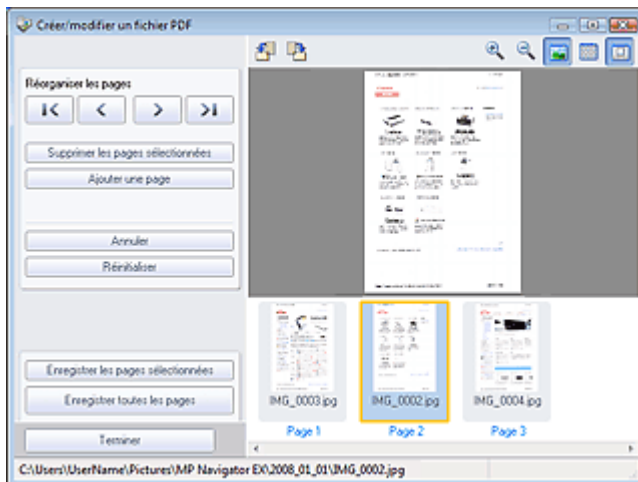 Créer/modifier un fichier PDF
Réorganiser les pages
Supprimer les pages sélectionnées
Ajouter une page
Annuler
Réinitialiser
Enregistrer les pages sélectionnées
Enregistrer toutes les pages
Terminer
IMG_0003.jpg
IMG_0002.jpg
IMG_0004.jpg
Page 1
Page 2
Page 3
C:\Users\UserName\Pictures\MP Navigator EX\2008_01_01\IMG_0002.jpg